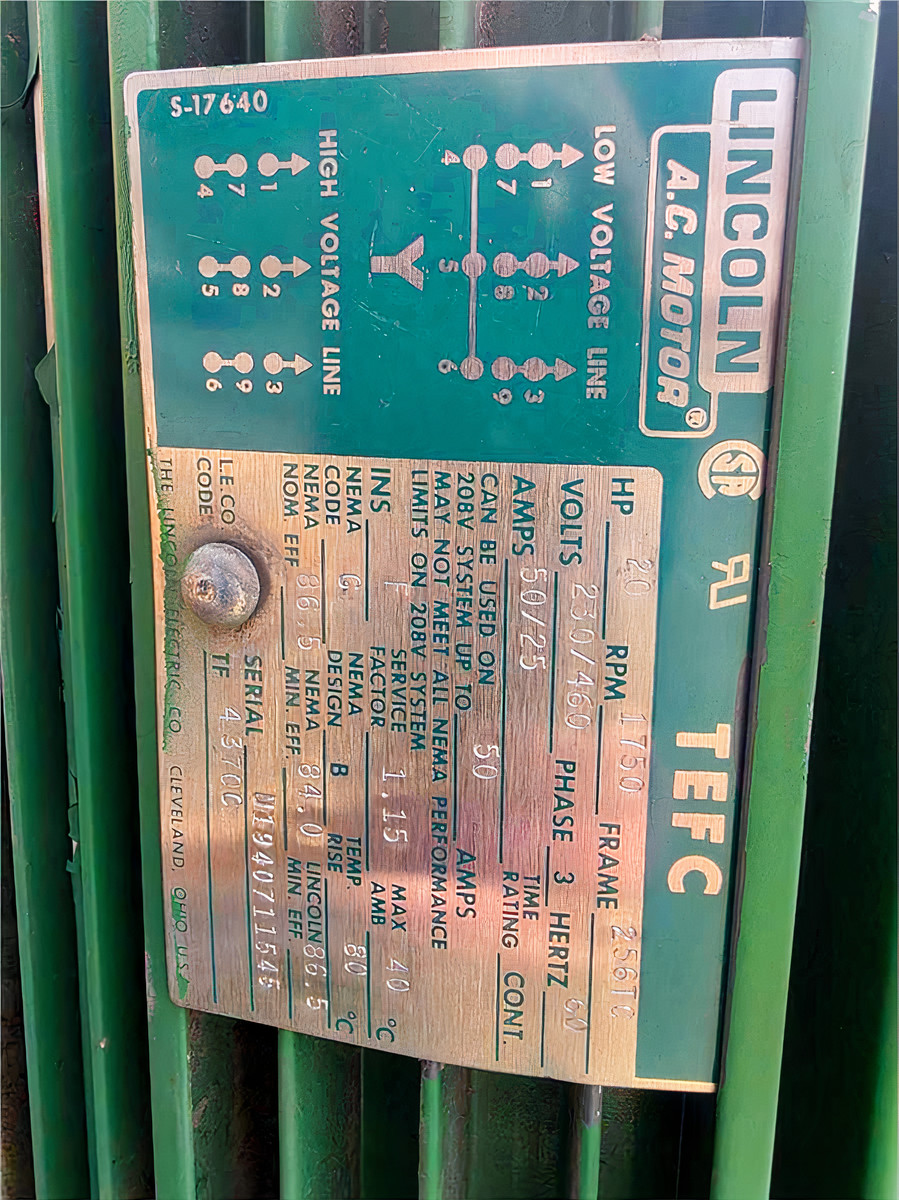 LINCOLN
A.C. MOTOR®
TEFC
LOW VOLTAGE LINE
1 2 3
7 8 9
4 5 6
Y
HIGH VOLTAGE LINE
1 2 3
7 8 9
4 5 6
S-17640
HP 20 RPM 1750 FRAME 256TC
VOLTS 230/460 PHASE 3 HERTZ 60
AMPS 50/25 TIME RATING CONT.
CAN BE USED ON
208V SYSTEM UP TO 50 AMPS
MAY NOT MEET ALL NEMA PERFORMANCE
LIMITS ON 208V SYSTEM
INS F SERVICE FACTOR 1.15 MAX AMB 40 °C
NEMA CODE G NEMA DESIGN B TEMP. RISE 80 °C
NEMA NOM. EFF 86.5 NEMA MIN EFF. 84.0 LINCOLN MIN. EFF. 86.5
SERIAL
L.E.CO. CODE TF 4370C
THE LINCOLN ELECTRIC CO. CLEVELAND, OHIO U.S.A.